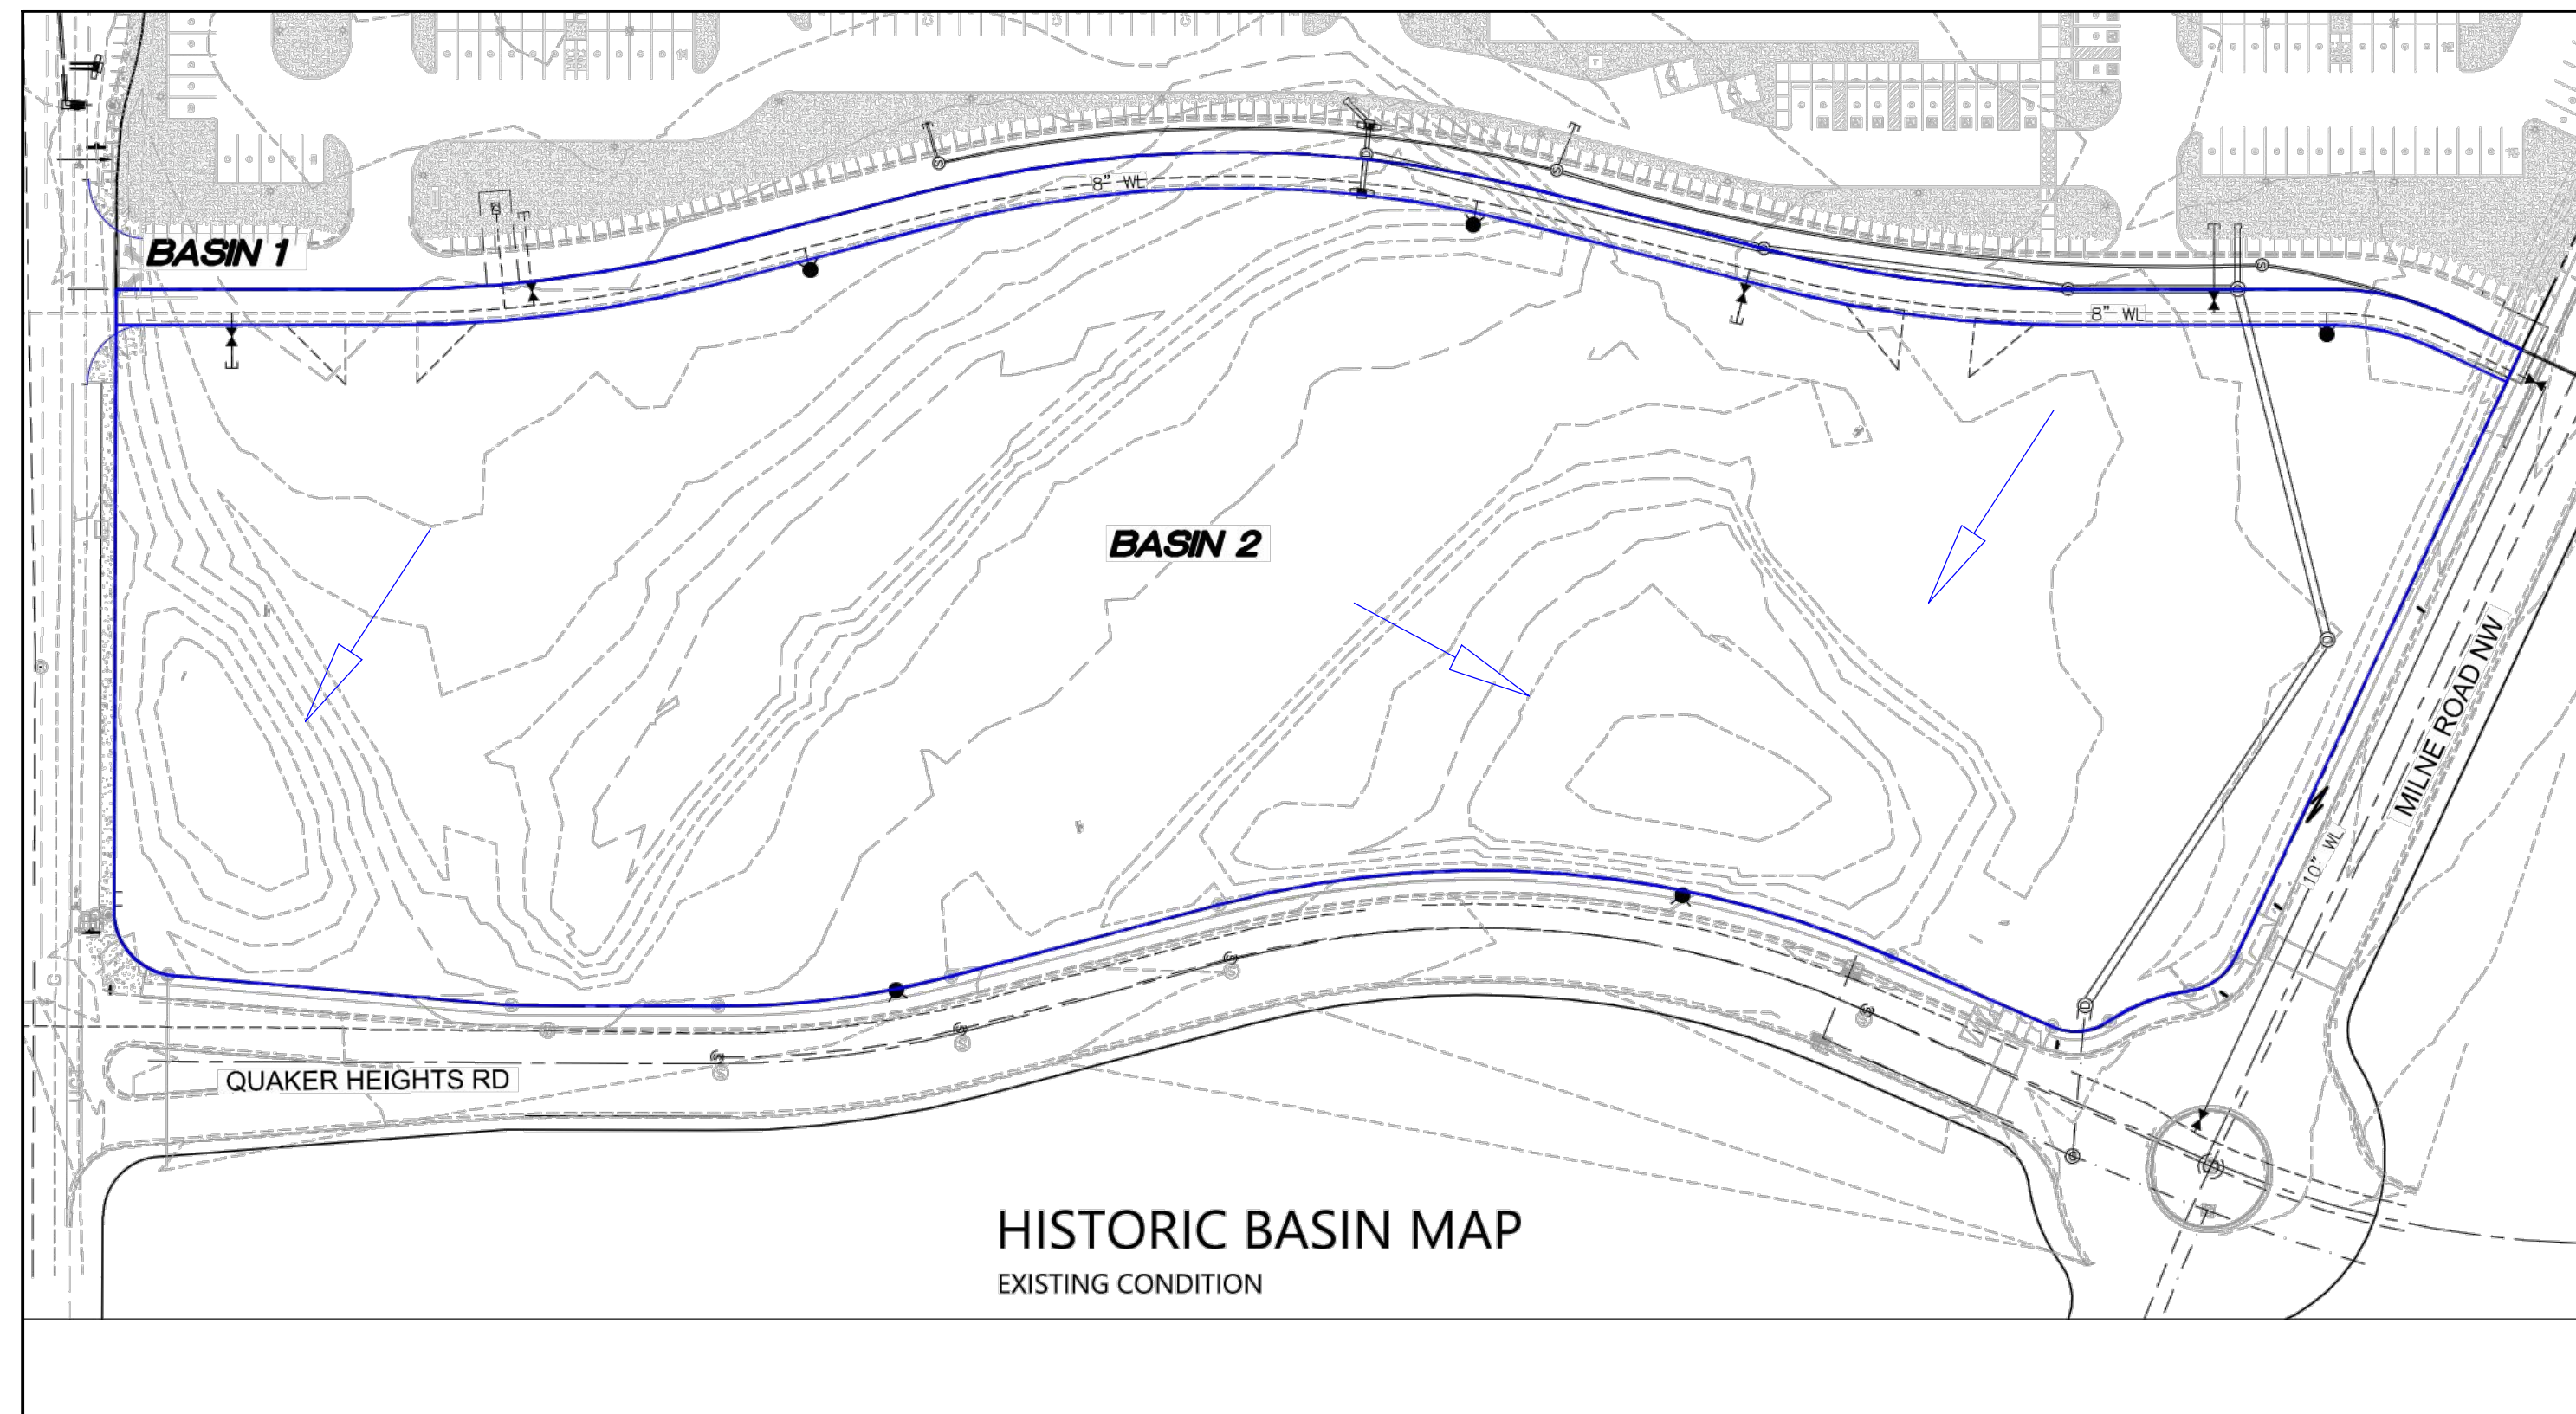 8" WL
BASIN 1
8" WL
BASIN 2
MILNE ROAD NW
10" WL
QUAKER HEIGHTS RD
HISTORIC BASIN MAP
EXISTING CONDITION